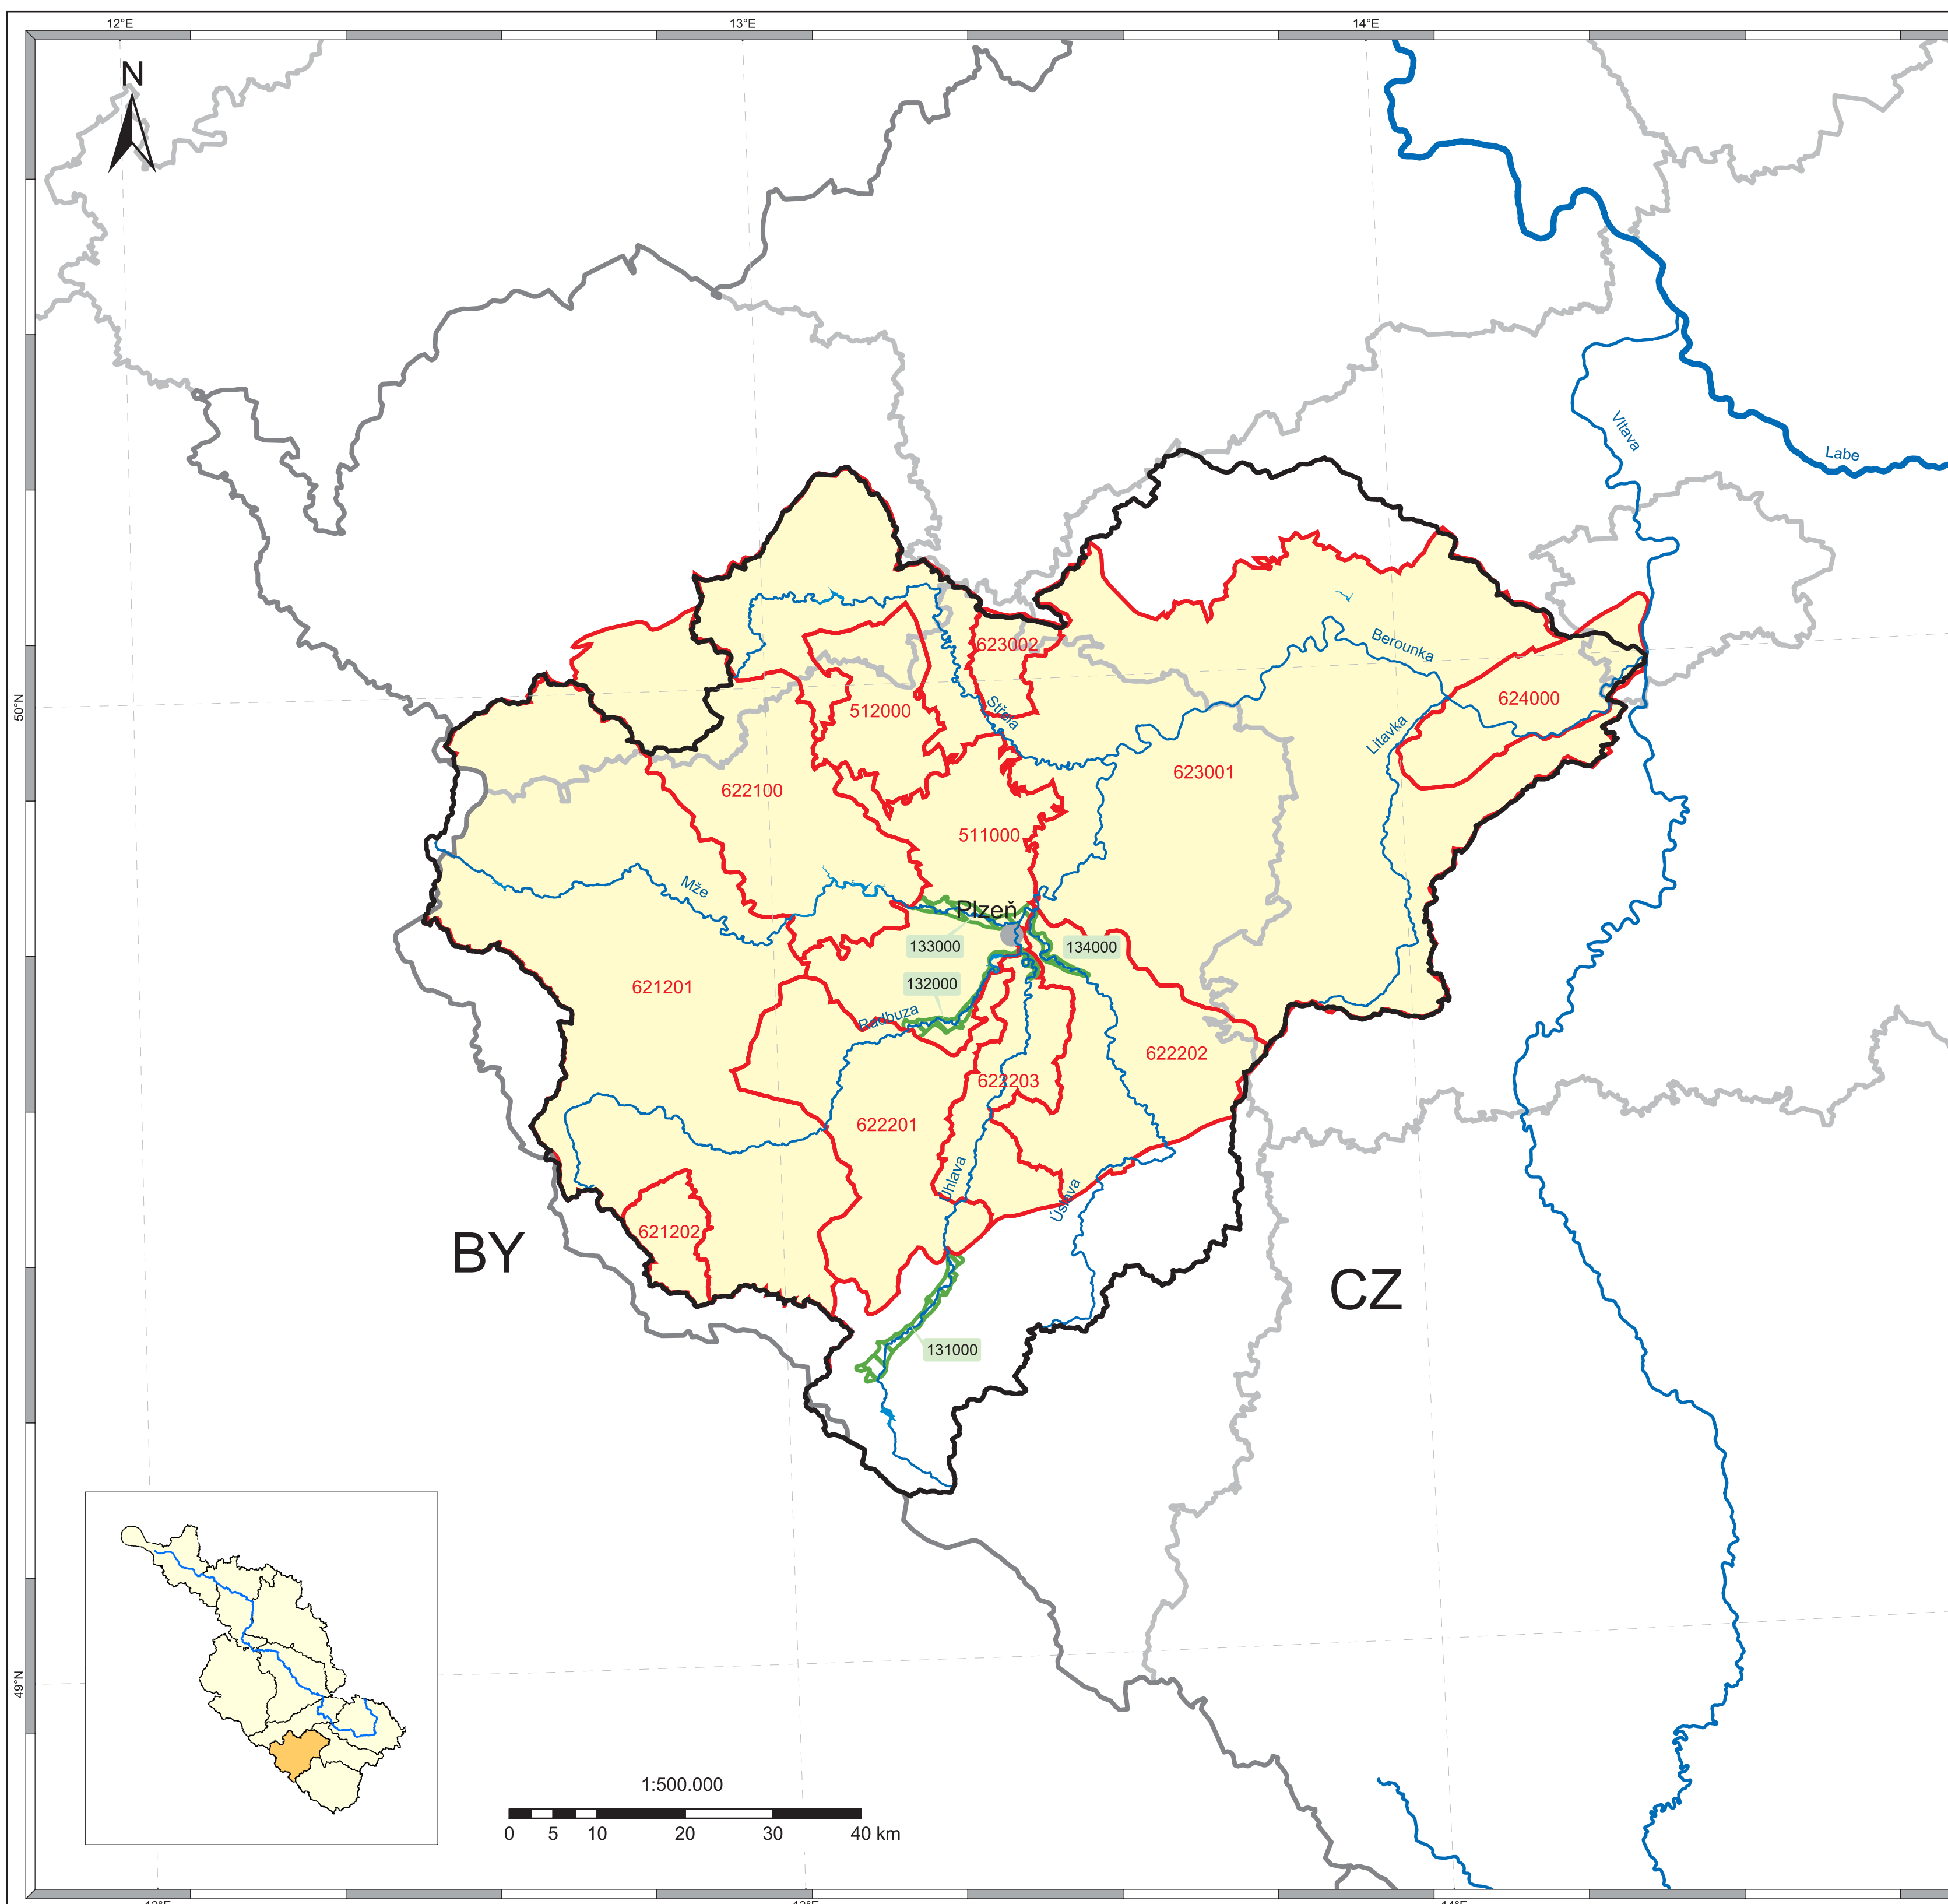 12°E
13°E
14°E
N
Vltava
Labe
623002
Berounka
50°N
512000
Střela
624000
Litavka
623001
622100
511000
Mže
Plzeň
133000
134000
132000
621201
Radbuza
622202
622203
622201
Úhlava
Úslava
621202
BY
CZ
131000
49°N
1:500.000
0 5 10 20 30 40 km